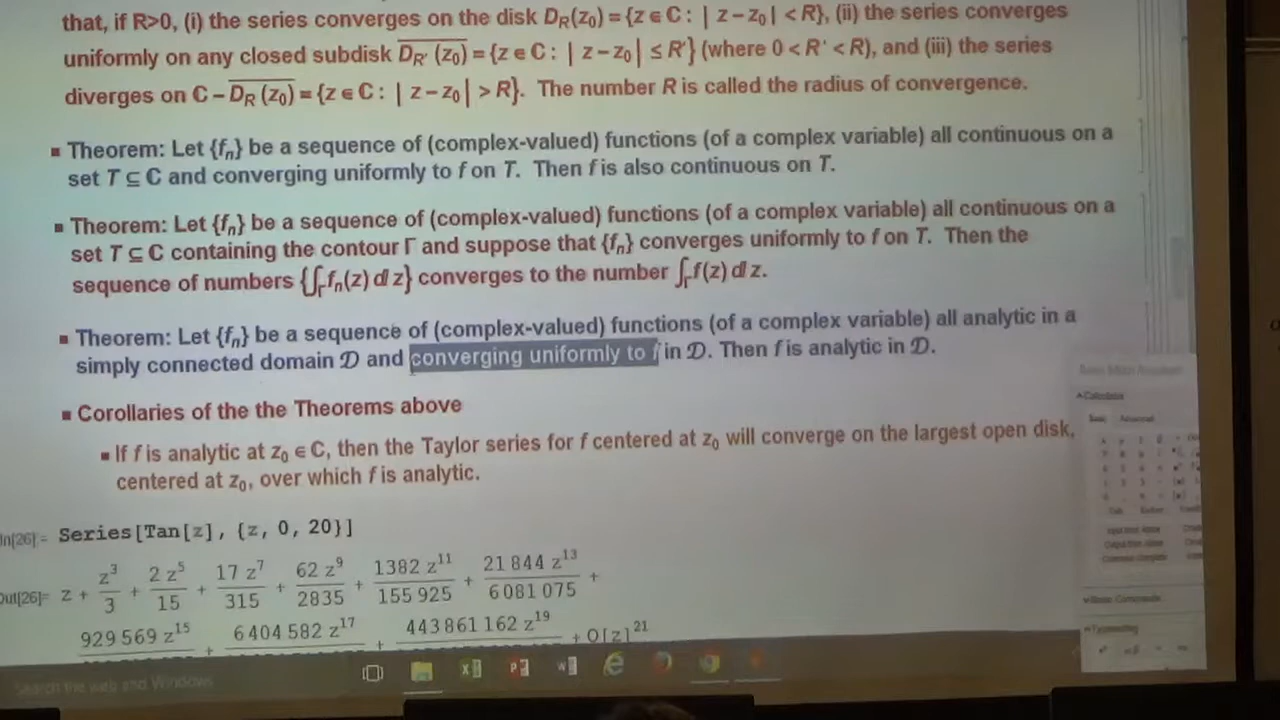 that, if R>0, (i) the series converges on the disk D_R(z₀) = {z ∈ ℂ : | z − z₀ | < R}, (ii) the series converges
uniformly on any closed subdisk D_R' (z₀) = {z ∈ ℂ : | z − z₀ | ≤ R'} (where 0 < R' < R), and (iii) the series
diverges on ℂ − D_R (z₀) = {z ∈ ℂ : | z − z₀ | > R}. The number R is called the radius of convergence.
▪ Theorem: Let {fₙ} be a sequence of (complex-valued) functions (of a complex variable) all continuous on a
set T ⊆ ℂ and converging uniformly to f on T. Then f is also continuous on T.
▪ Theorem: Let {fₙ} be a sequence of (complex-valued) functions (of a complex variable) all continuous on a
set T ⊆ ℂ containing the contour Γ and suppose that {fₙ} converges uniformly to f on T. Then the
sequence of numbers {∫_Γ fₙ(z) ⅆz} converges to the number ∫_Γ f(z) ⅆz.
▪ Theorem: Let {fₙ} be a sequence of (complex-valued) functions (of a complex variable) all analytic in a
simply connected domain 𝒟 and converging uniformly to f in 𝒟. Then f is analytic in 𝒟.
▪ Corollaries of the the Theorems above
▪ If f is analytic at z₀ ∈ ℂ, then the Taylor series for f centered at z₀ will converge on the largest open disk,
centered at z₀, over which f is analytic.
In[26]:= Series[Tan[z], {z, 0, 20}]
Out[26]= z + z³/3 + 2 z⁵/15 + 17 z⁷/315 + 62 z⁹/2835 + 1382 z¹¹/155 925 + 21 844 z¹³/6 081 075 +
929 569 z¹⁵ + 6 404 582 z¹⁷ + 443 861 162 z¹⁹ + O[z]²¹
Search the web and Windows